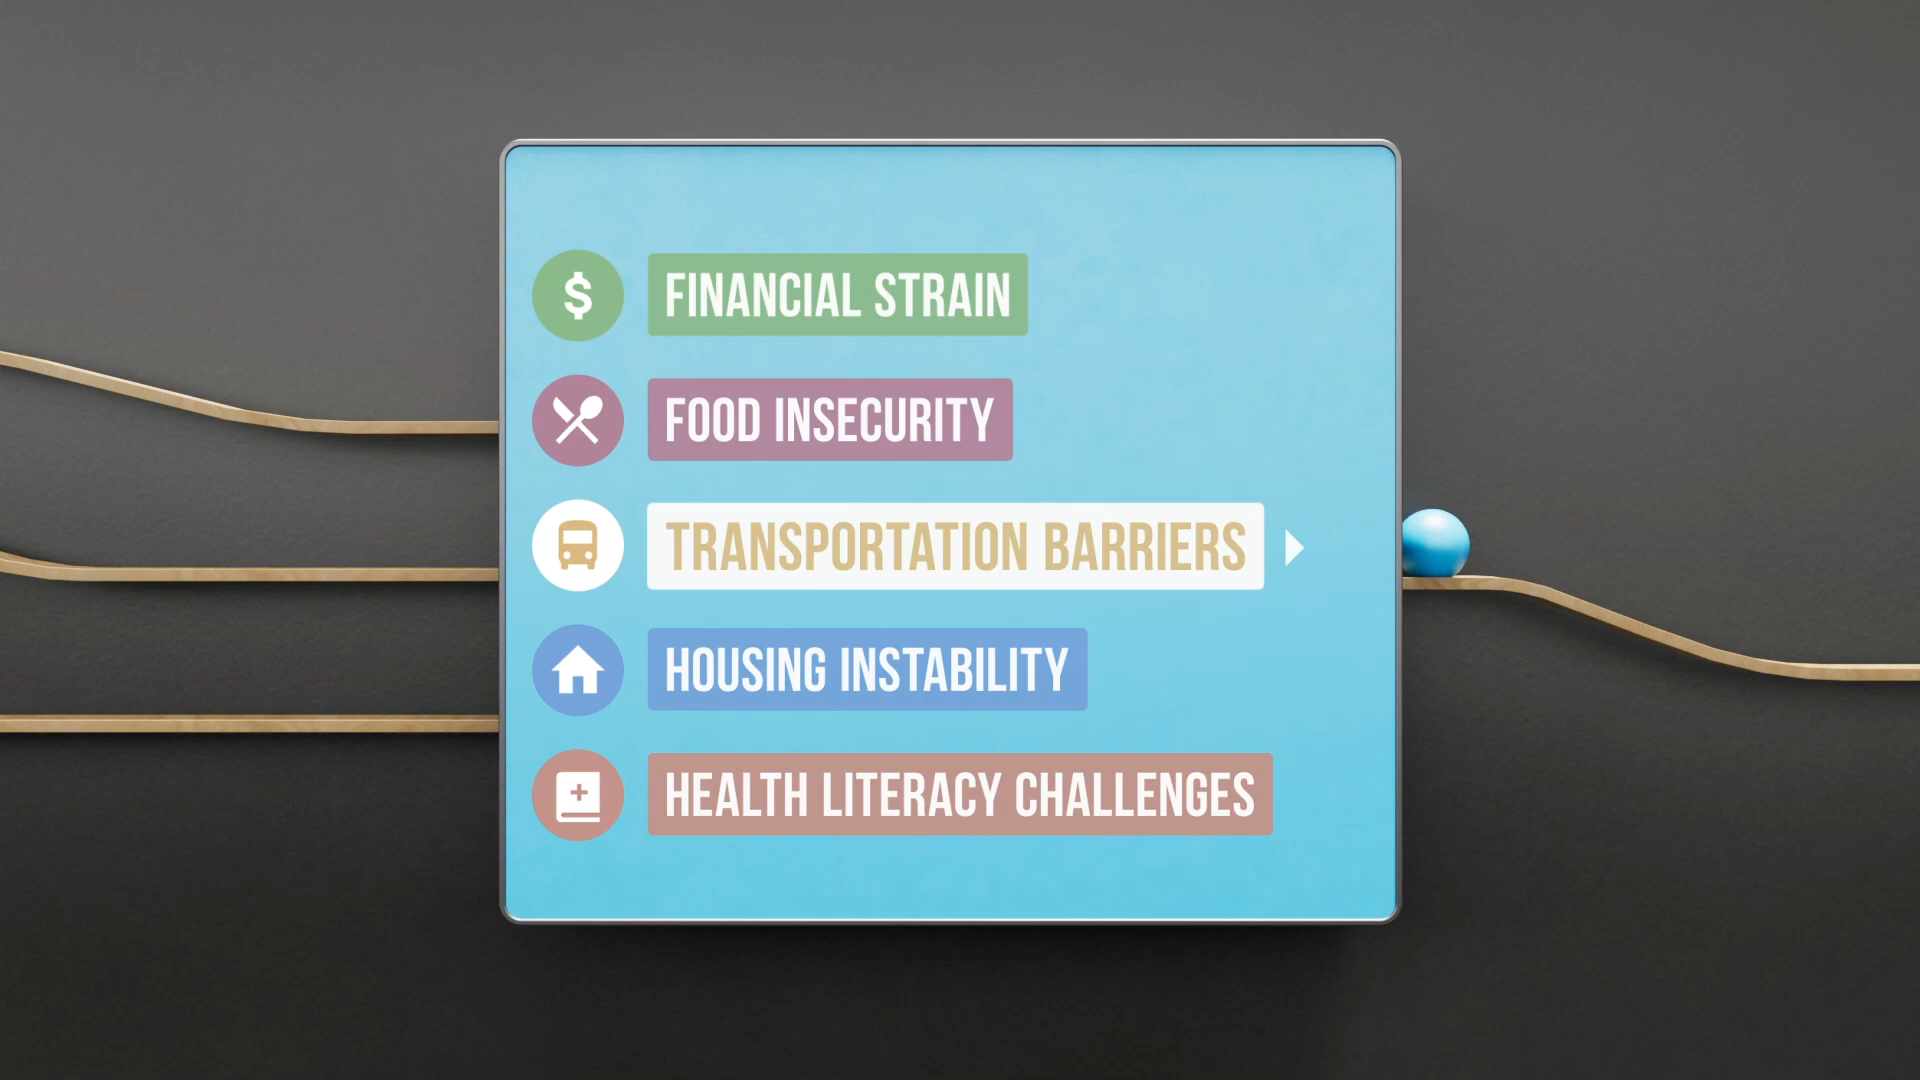 $
FINANCIAL STRAIN
FOOD INSECURITY
TRANSPORTATION BARRIERS
HOUSING INSTABILITY
HEALTH LITERACY CHALLENGES